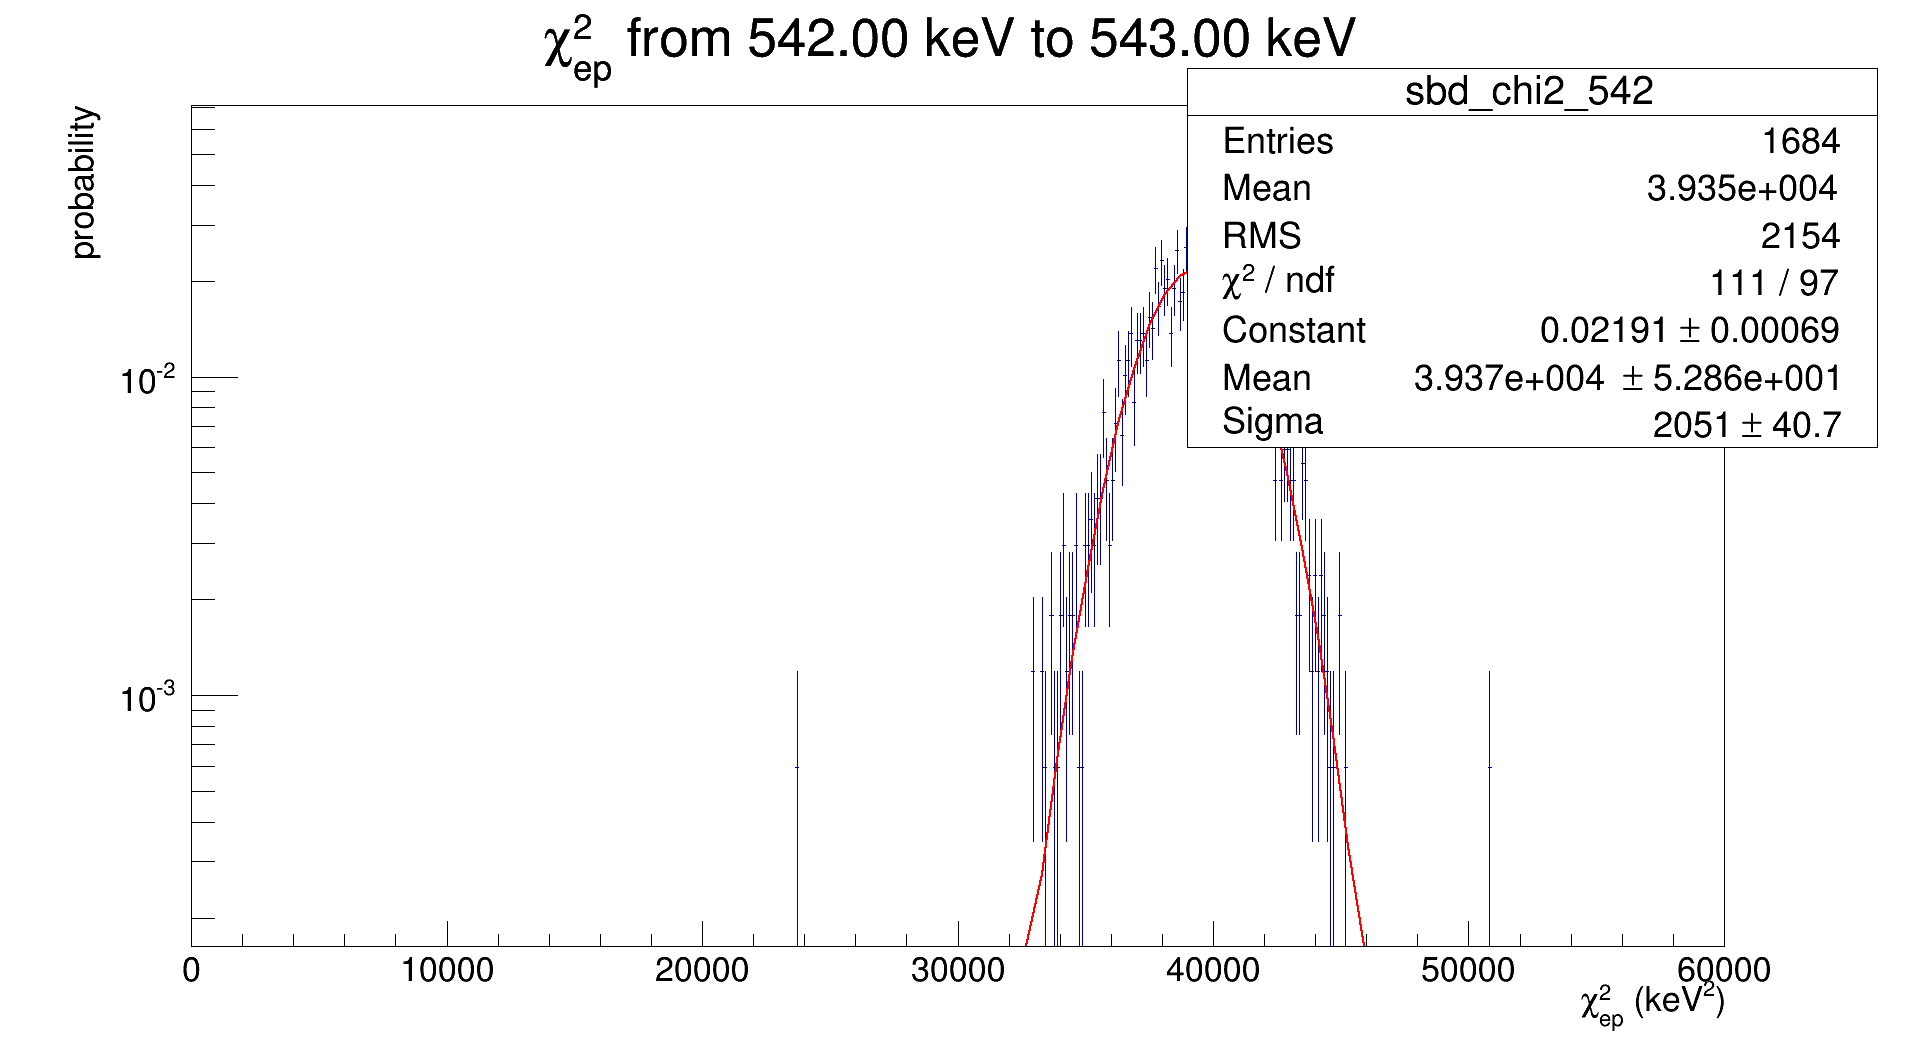 χ²ep from 542.00 keV to 543.00 keV
probability
sbd_chi2_542
Entries 1684
Mean 3.935e+004
RMS 2154
χ² / ndf 111 / 97
Constant 0.02191 ± 0.00069
Mean 3.937e+004 ± 5.286e+001
Sigma 2051 ± 40.7
10⁻²
10⁻³
0 10000 20000 30000 40000 50000 60000
χ²ep (keV²)